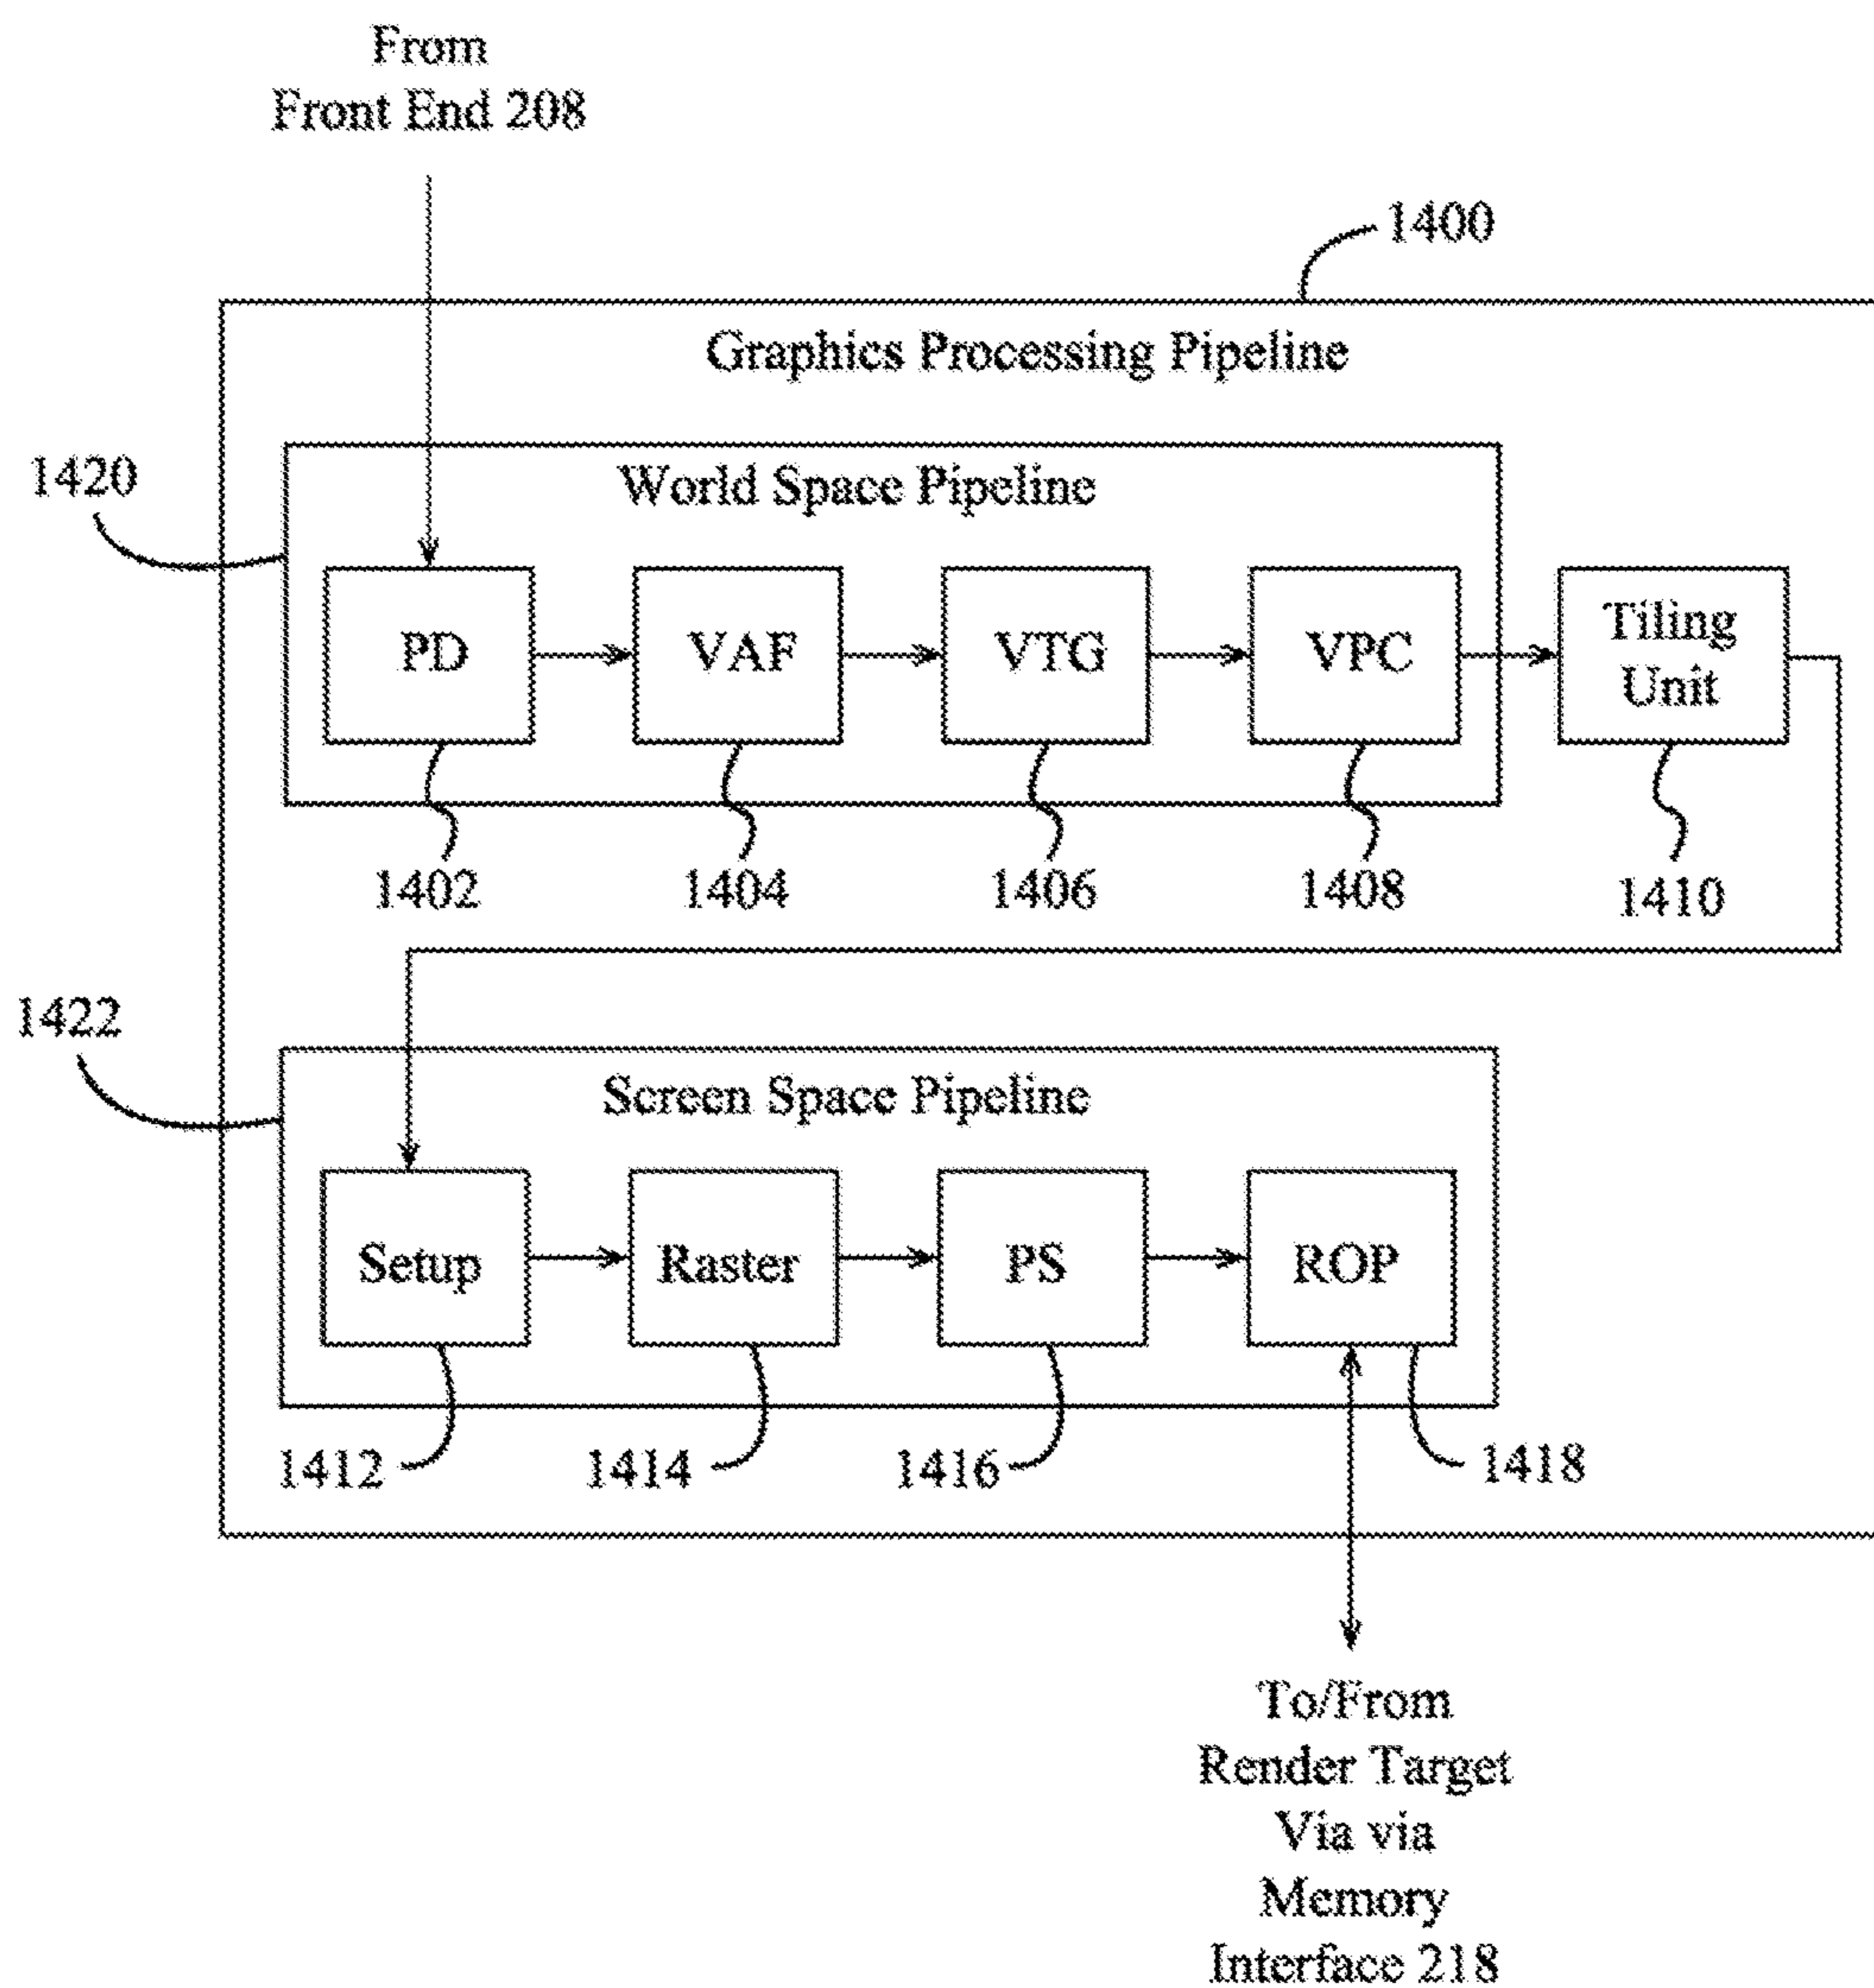 From
Front End 208
1400
Graphics Processing Pipeline
1420
World Space Pipeline
PD
VAF
VTG
VPC
Tiling
Unit
1402
1404
1406
1408
1410
1422
Screen Space Pipeline
Setup
Raster
PS
ROP
1412
1414
1416
1418
To/From
Render Target
Via via
Memory
Interface 218